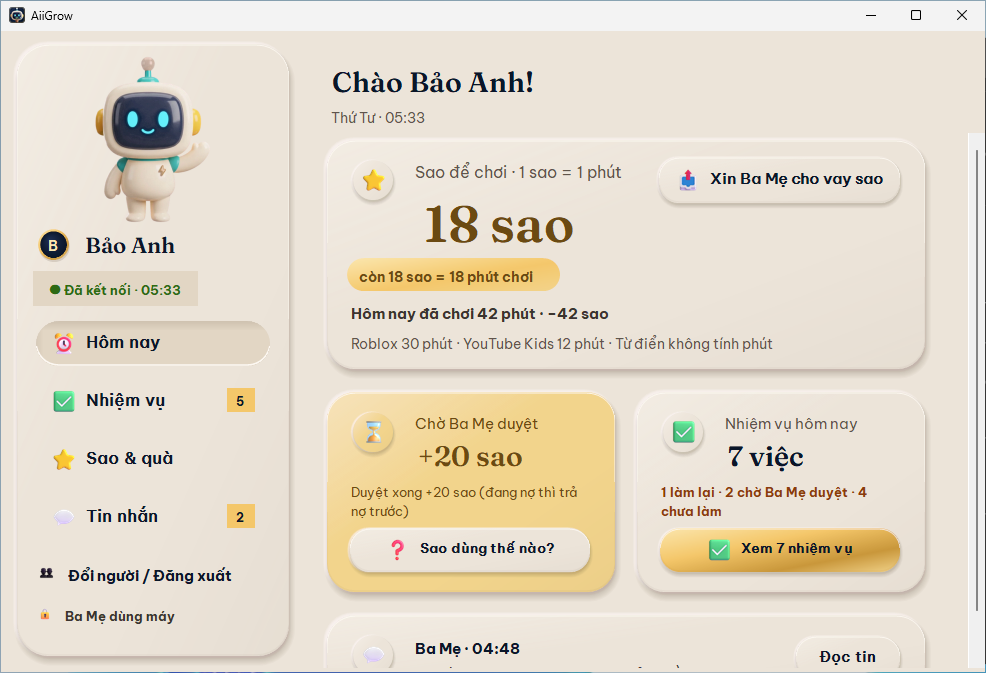 AiiGrow
B Bảo Anh
Đã kết nối · 05:33
Hôm nay
Nhiệm vụ 5
Sao & quà
Tin nhắn 2
Đổi người / Đăng xuất
Ba Mẹ dùng máy
Chào Bảo Anh!
Thứ Tư · 05:33
Sao để chơi · 1 sao = 1 phút
18 sao
còn 18 sao = 18 phút chơi
Xin Ba Mẹ cho vay sao
Hôm nay đã chơi 42 phút · −42 sao
Roblox 30 phút · YouTube Kids 12 phút · Từ điển không tính phút
Chờ Ba Mẹ duyệt
+20 sao
Duyệt xong +20 sao (đang nợ thì trả
nợ trước)
Sao dùng thế nào?
Nhiệm vụ hôm nay
7 việc
1 làm lại · 2 chờ Ba Mẹ duyệt · 4
chưa làm
Xem 7 nhiệm vụ
Ba Mẹ · 04:48
Đọc tin